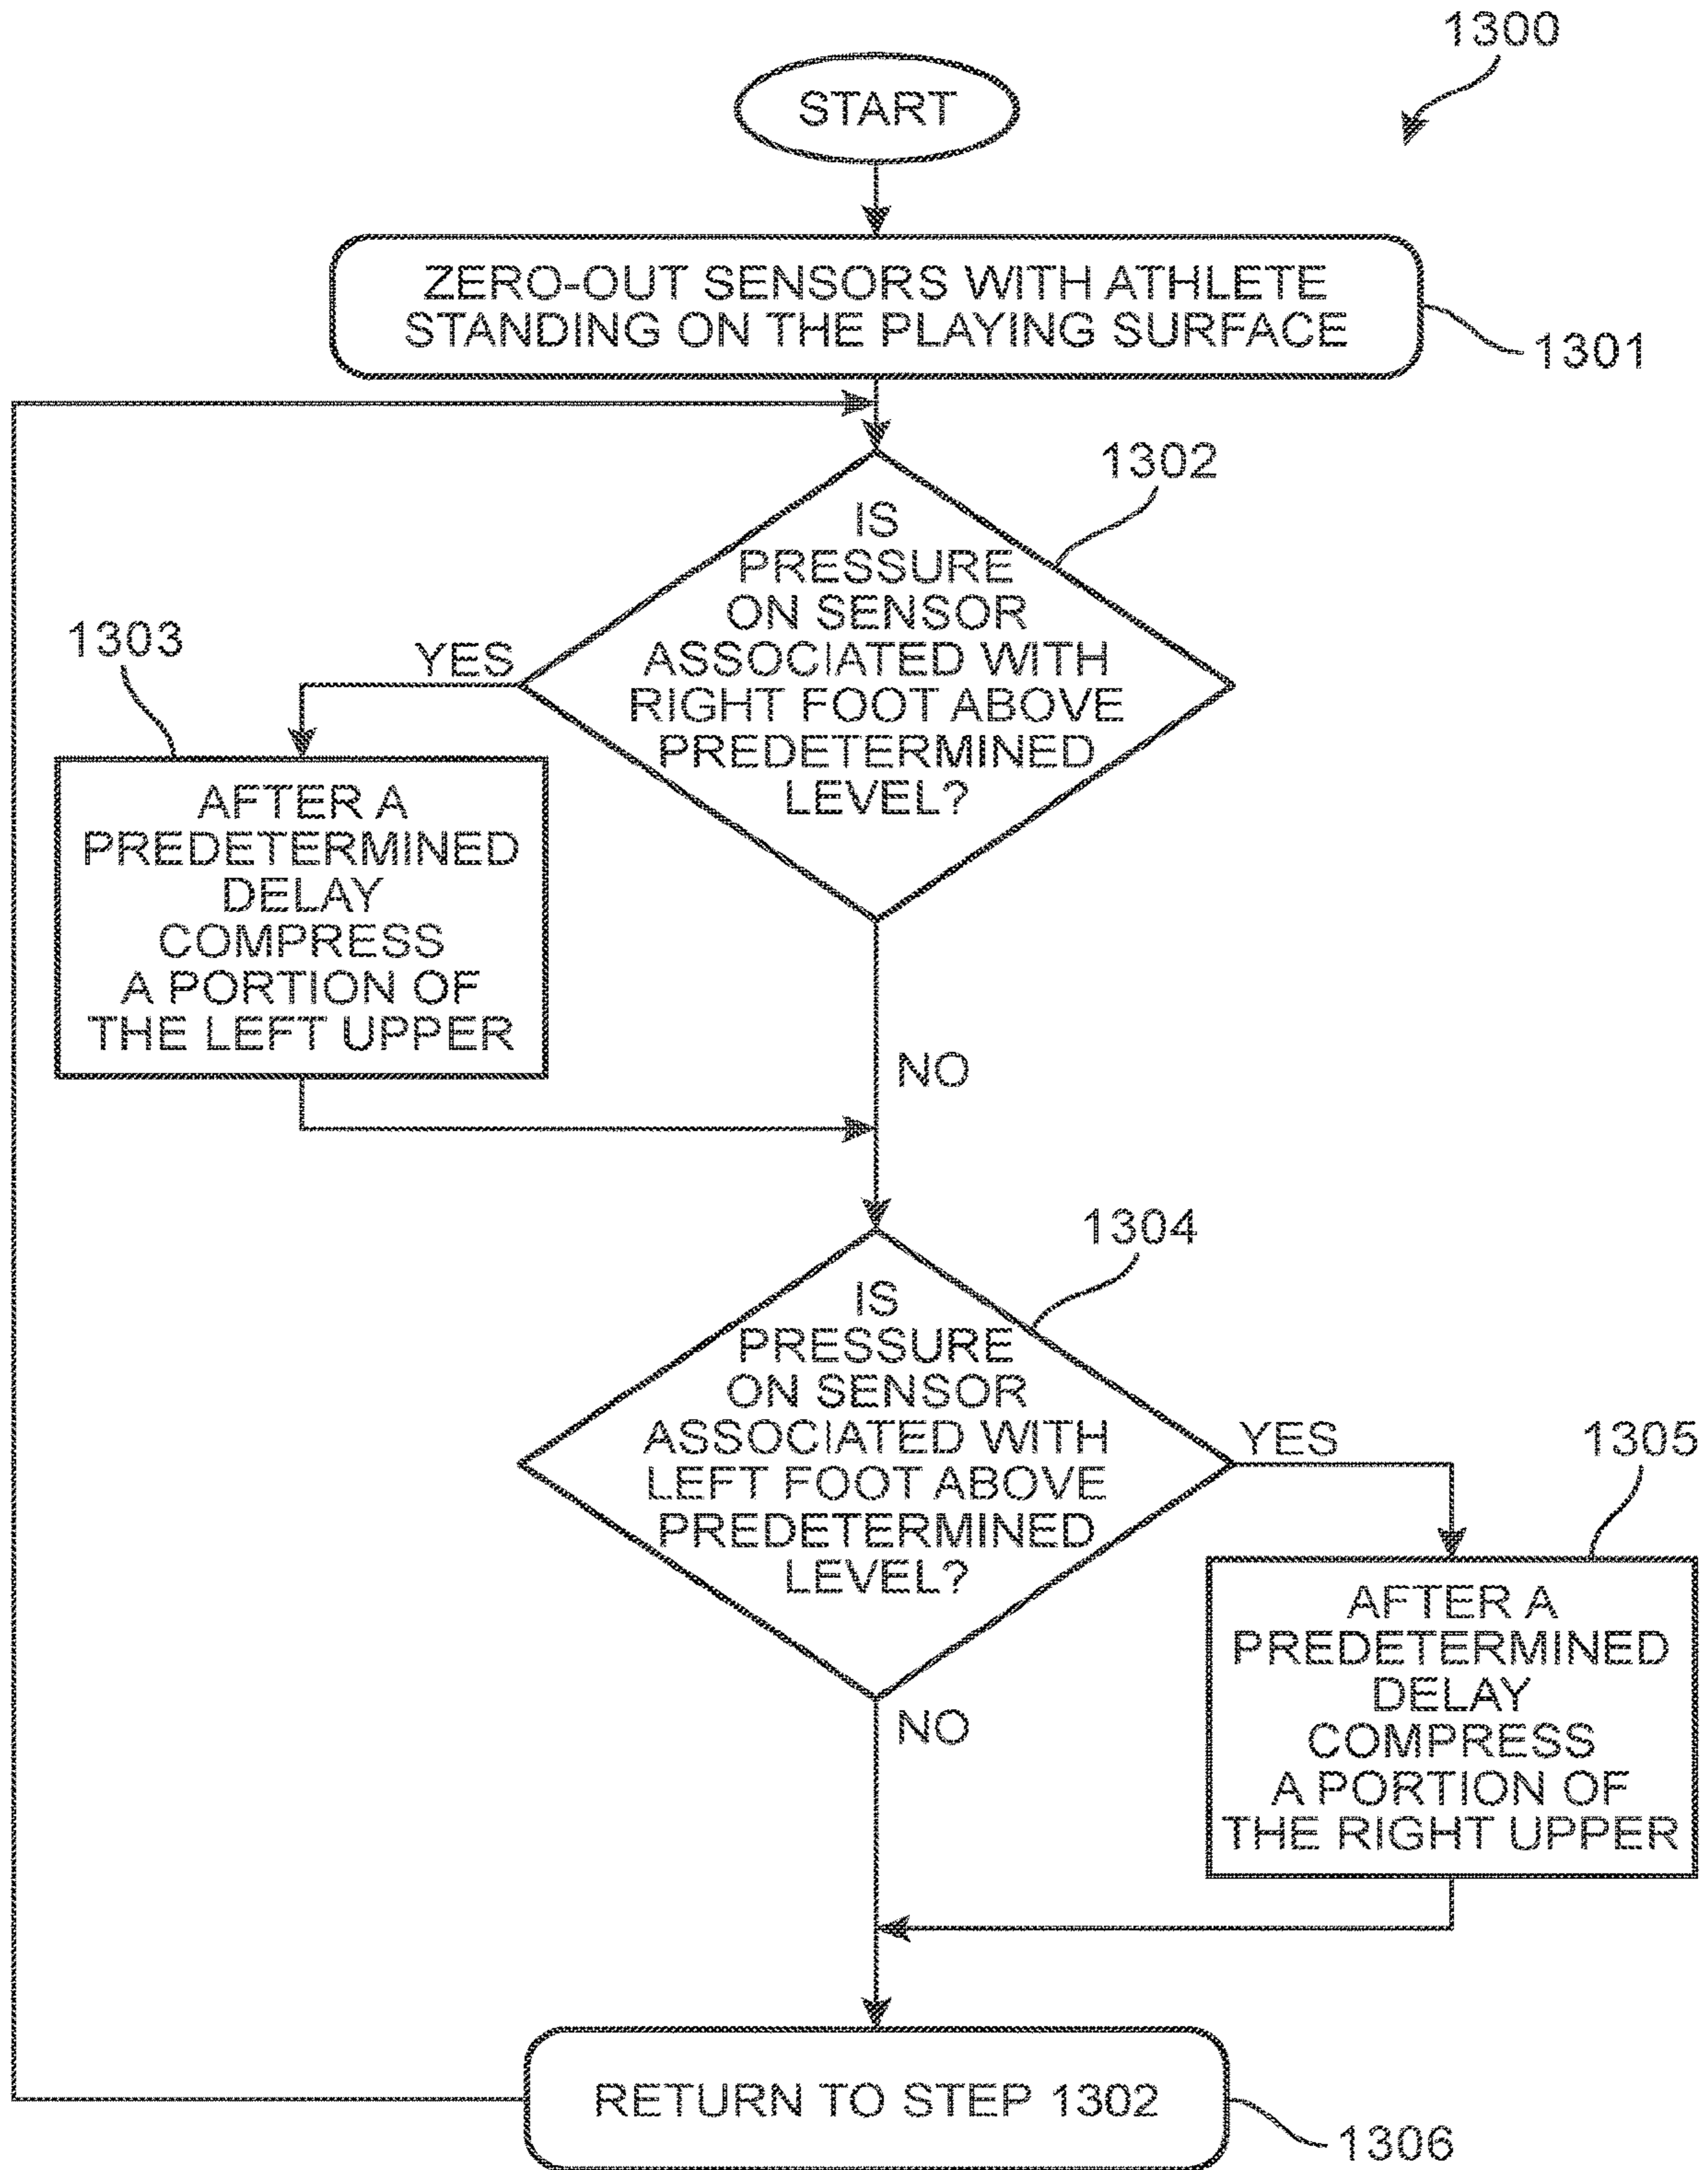 1300
START
ZERO-OUT SENSORS WITH ATHLETE
STANDING ON THE PLAYING SURFACE
1301
1302
IS
PRESSURE
ON SENSOR
ASSOCIATED WITH
RIGHT FOOT ABOVE
PREDETERMINED
LEVEL?
YES
1303
AFTER A
PREDETERMINED
DELAY
COMPRESS
A PORTION OF
THE LEFT UPPER
NO
1304
IS
PRESSURE
ON SENSOR
ASSOCIATED WITH
LEFT FOOT ABOVE
PREDETERMINED
LEVEL?
YES
1305
AFTER A
PREDETERMINED
DELAY
COMPRESS
A PORTION OF
THE RIGHT UPPER
NO
RETURN TO STEP 1302
1306